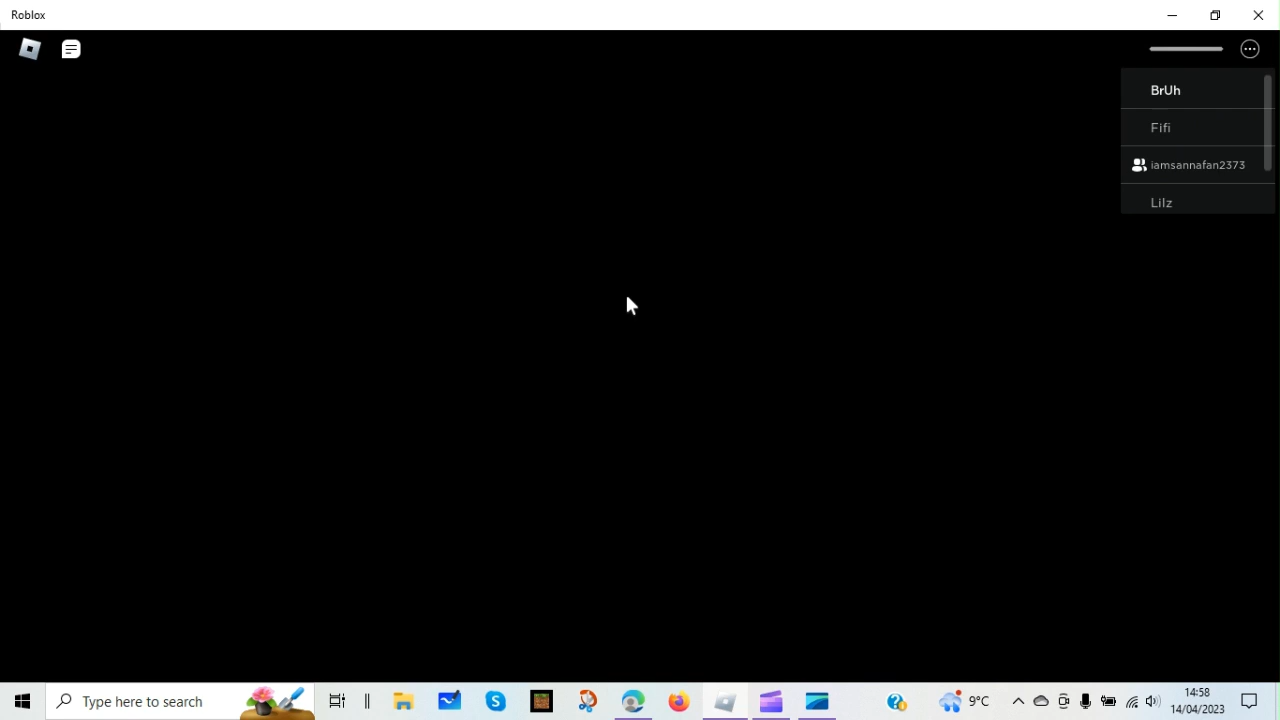 Roblox
BrUh
Fifi
iamsannafan2373
Lilz
Type here to search
9°C
14:58
14/04/2023